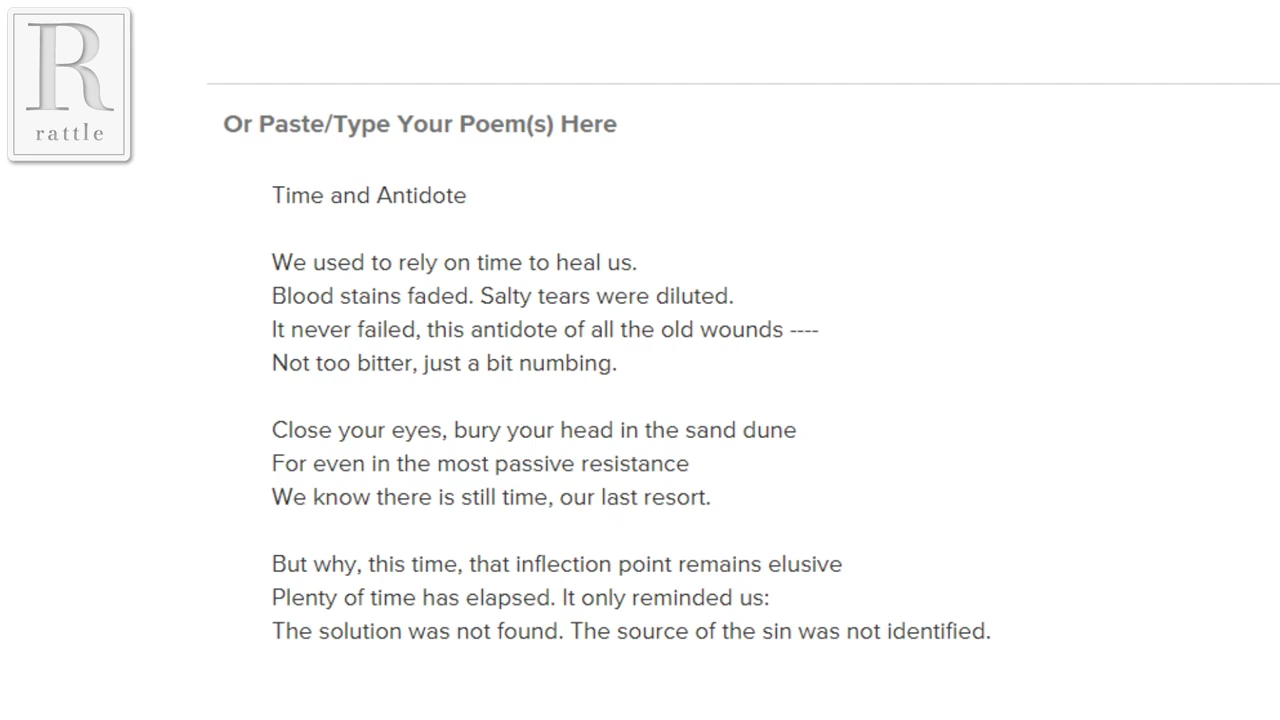 R
rattle
Or Paste/Type Your Poem(s) Here
Time and Antidote
We used to rely on time to heal us.
Blood stains faded. Salty tears were diluted.
It never failed, this antidote of all the old wounds ----
Not too bitter, just a bit numbing.
Close your eyes, bury your head in the sand dune
For even in the most passive resistance
We know there is still time, our last resort.
But why, this time, that inflection point remains elusive
Plenty of time has elapsed. It only reminded us:
The solution was not found. The source of the sin was not identified.